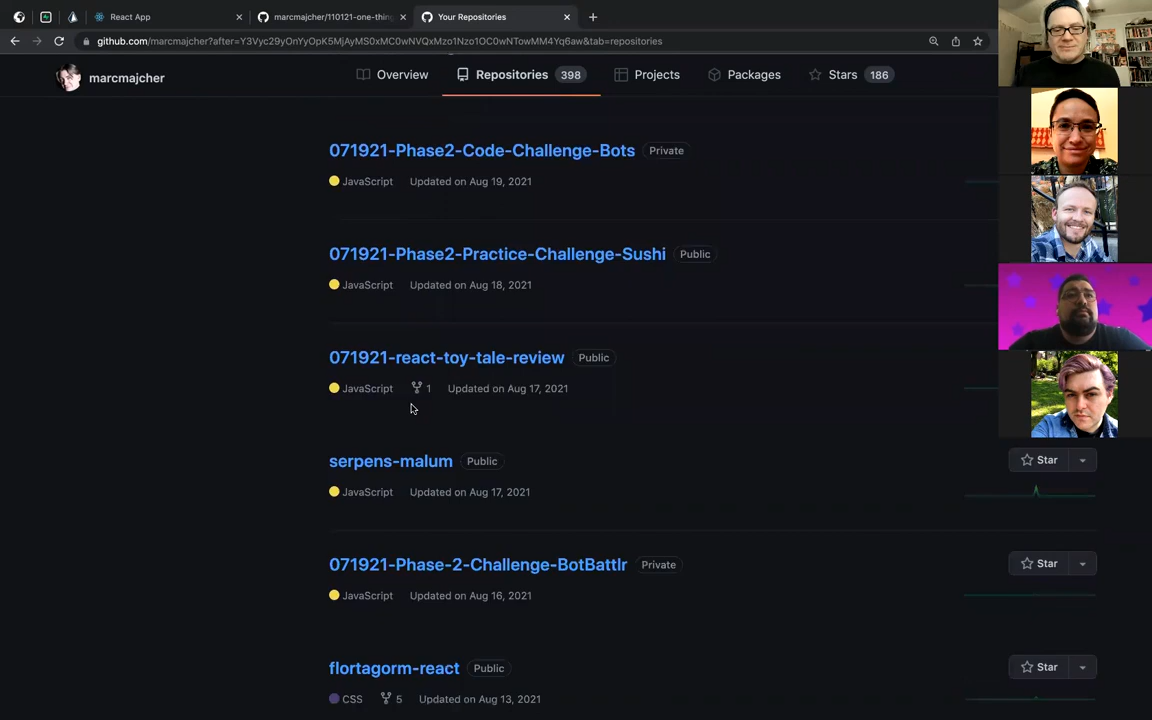 React App
marcmajcher/110121-one-thin
Your Repositories
github.com/marcmajcher?after=Y3Vyc29yOnYyOpK5MjAyMS0xMC0wNVQxMzo1Nzo1OC0wNTowMM4Yq6aw&tab=repositories
marcmajcher
Overview
Repositories 398
Projects
Packages
Stars 186
071921-Phase2-Code-Challenge-Bots Private
JavaScript Updated on Aug 19, 2021
071921-Phase2-Practice-Challenge-Sushi Public
JavaScript Updated on Aug 18, 2021
071921-react-toy-tale-review Public
JavaScript 1 Updated on Aug 17, 2021
serpens-malum Public
Star
JavaScript Updated on Aug 17, 2021
071921-Phase-2-Challenge-BotBattlr Private
Star
JavaScript Updated on Aug 16, 2021
flortagorm-react Public
Star
CSS 5 Updated on Aug 13, 2021